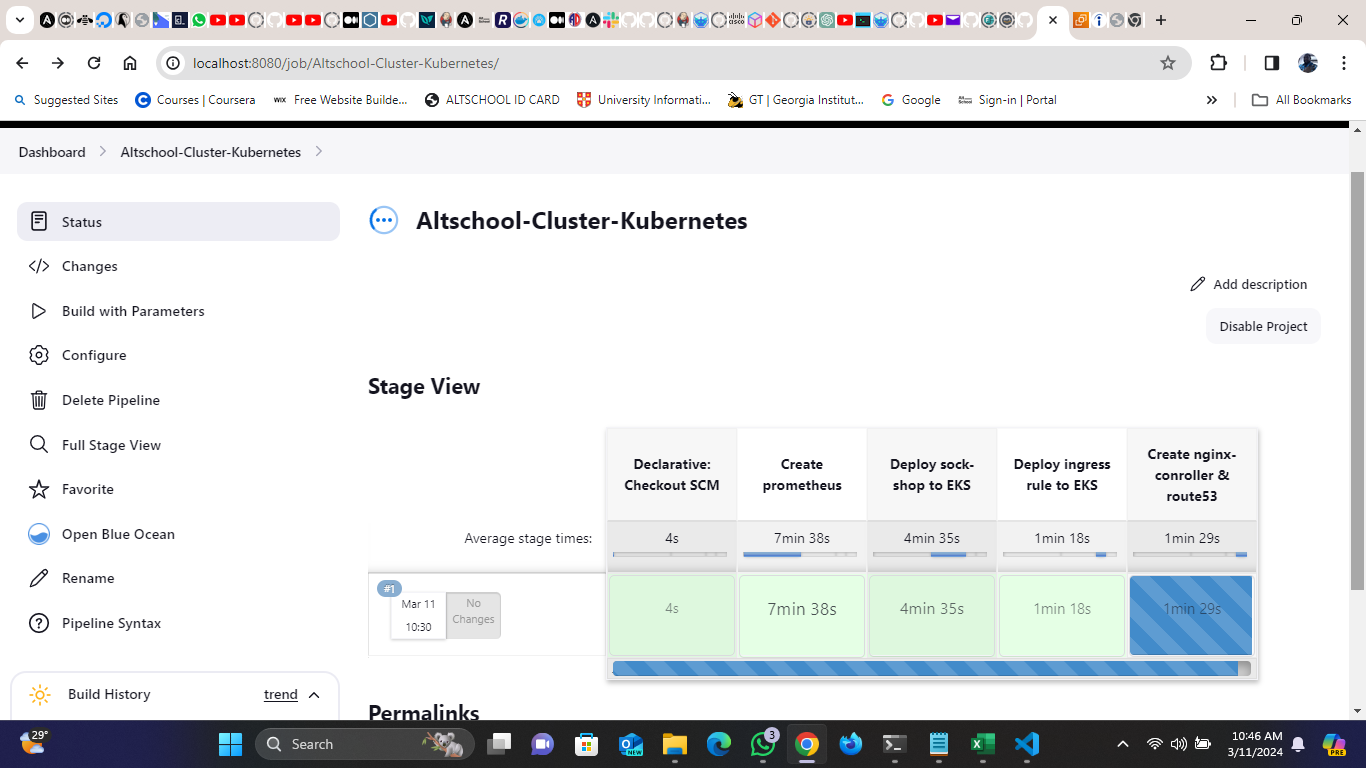 localhost:8080/job/Altschool-Cluster-Kubernetes/
Suggested Sites
Courses | Coursera
WIX
Free Website Builde...
ALTSCHOOL ID CARD
University Informati...
GT | Georgia Institut...
Google
Sign-in | Portal
All Bookmarks
Dashboard
Altschool-Cluster-Kubernetes
Status
Changes
Build with Parameters
Configure
Delete Pipeline
Full Stage View
Favorite
Open Blue Ocean
Rename
Pipeline Syntax
Build History
trend
Altschool-Cluster-Kubernetes
Add description
Disable Project
Stage View
Declarative:
Checkout SCM
Create
prometheus
Deploy sock-
shop to EKS
Deploy ingress
rule to EKS
Create nginx-
conroller &
route53
Average stage times:
4s
7min 38s
4min 35s
1min 18s
1min 29s
#1
Mar 11
10:30
No
Changes
4s
7min 38s
4min 35s
1min 18s
1min 29s
Permalinks
29°
Search
NEW
3
10:46 AM
3/11/2024
PRE